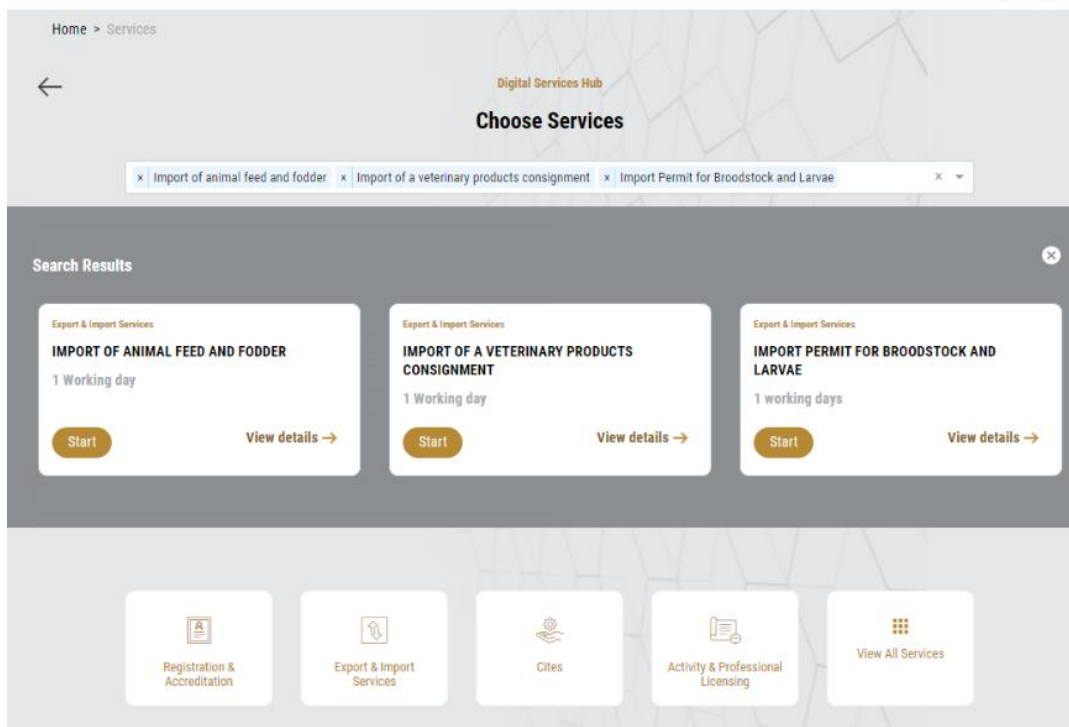 Home > Services
Digital Services Hub
Choose Services
× Import of animal feed and fodder × Import of a veterinary products consignment × Import Permit for Broodstock and Larvae ×
Search Results
Export & Import Services
IMPORT OF ANIMAL FEED AND FODDER
1 Working day
Start
View details →
Export & Import Services
IMPORT OF A VETERINARY PRODUCTS
CONSIGNMENT
1 Working day
Start
View details →
Export & Import Services
IMPORT PERMIT FOR BROODSTOCK AND
LARVAE
1 working days
Start
View details →
Registration &
Accreditation
Export & Import
Services
Cites
Activity & Professional
Licensing
View All Services